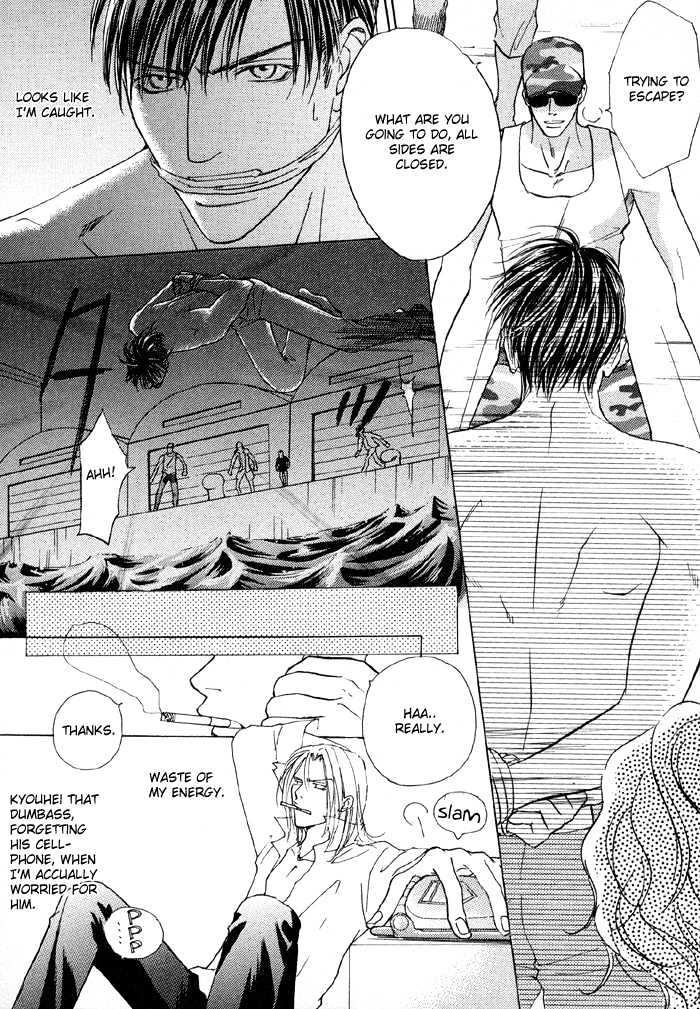 TRYING TO
ESCAPE?
WHAT ARE YOU
GOING TO DO, ALL
SIDES ARE
CLOSED.
LOOKS LIKE
I'M CAUGHT.
AHH!
HAA..
REALLY.
THANKS.
WASTE OF
MY ENERGY.
slam
KYOUHEI THAT
DUMBASS,
FORGETTING
HIS CELL-
PHONE, WHEN
I'M ACCUALLY
WORRIED FOR
HIM.